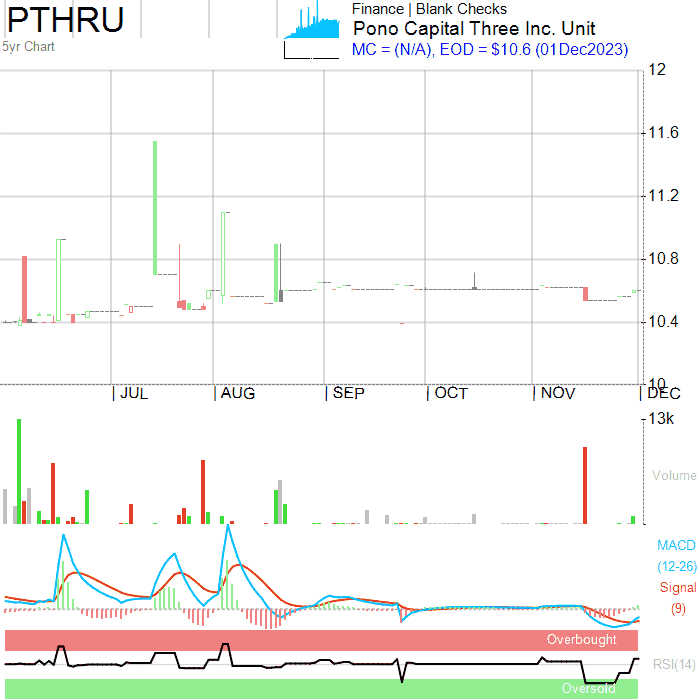 PTHRU
5yr Chart
Finance | Blank Checks
Pono Capital Three Inc. Unit
MC = (N/A), EOD = $10.6 (01Dec2023)
12
11.6
11.2
10.8
10.4
10
JUL
AUG
SEP
OCT
NOV
DEC
13k
Volume
MACD
(12-26)
Signal
(9)
Overbought
RSI(14)
Oversold